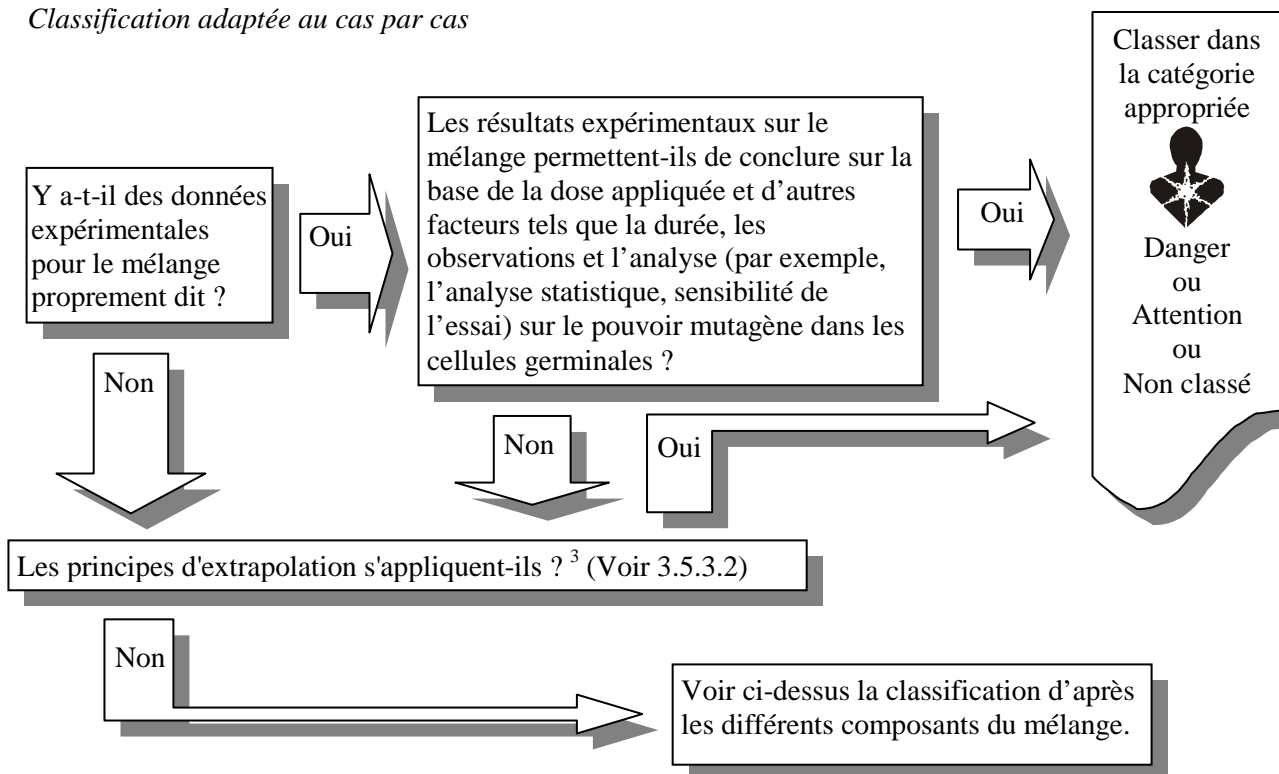 Classification adaptée au cas par cas
Y a-t-il des données
expérimentales
pour le mélange
proprement dit ?
Oui
Les résultats expérimentaux sur le
mélange permettent-ils de conclure sur la
base de la dose appliquée et d’autres
facteurs tels que la durée, les
observations et l’analyse (par exemple,
l’analyse statistique, sensibilité de
l’essai) sur le pouvoir mutagène dans les
cellules germinales ?
Oui
Classer dans
la catégorie
appropriée
Danger
ou
Attention
ou
Non classé
Non
Non
Oui
Les principes d'extrapolation s'appliquent-ils ? 3 (Voir 3.5.3.2)
Non
Voir ci-dessus la classification d’après
les différents composants du mélange.